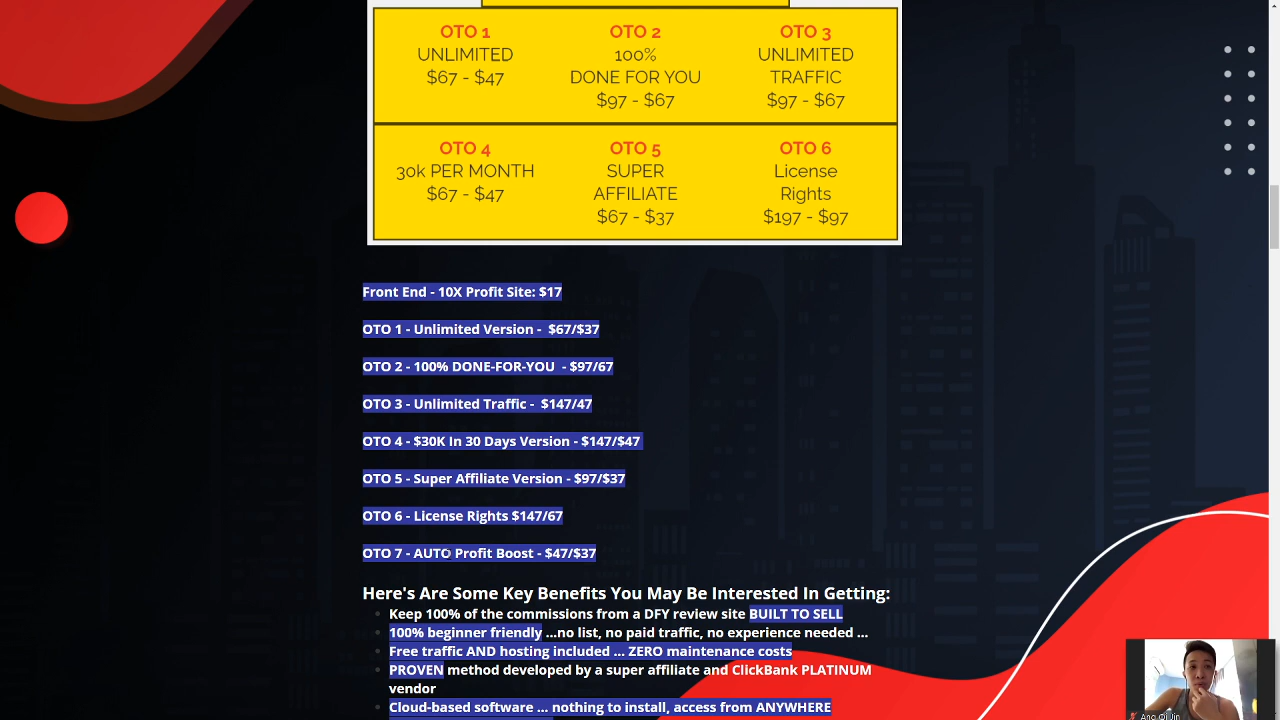 OTO 1
UNLIMITED
$67 - $47
OTO 2
100%
DONE FOR YOU
$97 - $67
OTO 3
UNLIMITED
TRAFFIC
$97 - $67
OTO 4
30k PER MONTH
$67 - $47
OTO 5
SUPER
AFFILIATE
$67 - $37
OTO 6
License
Rights
$197 - $97
Front End - 10X Profit Site: $17
OTO 1 - Unlimited Version - $67/$37
OTO 2 - 100% DONE-FOR-YOU - $97/67
OTO 3 - Unlimited Traffic - $147/47
OTO 4 - $30K In 30 Days Version - $147/$47
OTO 5 - Super Affiliate Version - $97/$37
OTO 6 - License Rights $147/67
OTO 7 - AUTO Profit Boost - $47/$37
Here's Are Some Key Benefits You May Be Interested In Getting:
Keep 100% of the commissions from a DFY review site BUILT TO SELL
100% beginner friendly ...no list, no paid traffic, no experience needed ...
Free traffic AND hosting included ... ZERO maintenance costs
PROVEN method developed by a super affiliate and ClickBank PLATINUM
vendor
Cloud-based software ... nothing to install, access from ANYWHERE
Ang Qi Jin